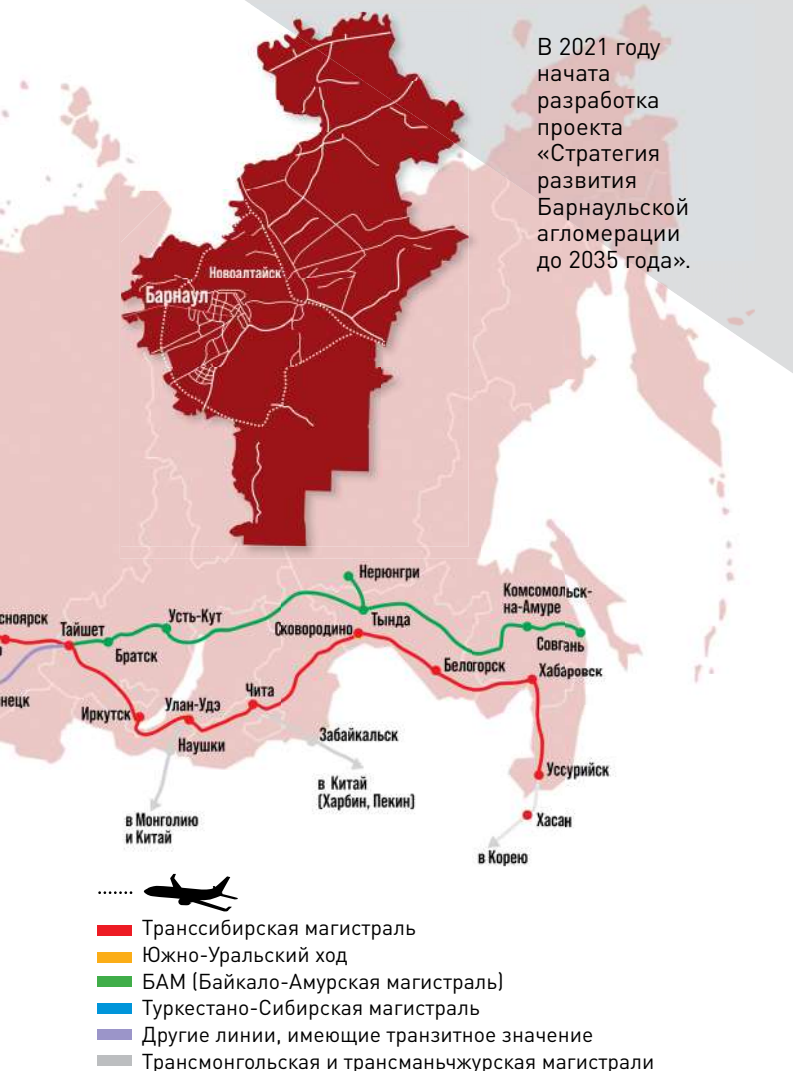 В 2021 году
начата
разработка
проекта
«Стратегия
развития
Барнаульской
агломерации
до 2035 года».
Новоалтайск
Барнаул
Нерюнгри
Комсомольск-
на-Амуре
Усть-Кут
Тында
сноярск
Тайшет
Сковородино
Совгань
Братск
Белогорск
Хабаровск
нецк
Чита
Улан-Удэ
Иркутск
Забайкальск
Наушки
Уссурийск
в Китай
(Харбин, Пекин)
в Монголию
и Китай
Хасан
в Корею
Транссибирская магистраль
Южно-Уральский ход
БАМ (Байкало-Амурская магистраль)
Туркестано-Сибирская магистраль
Другие линии, имеющие транзитное значение
Трансмонгольская и трансманьчжурская магистрали